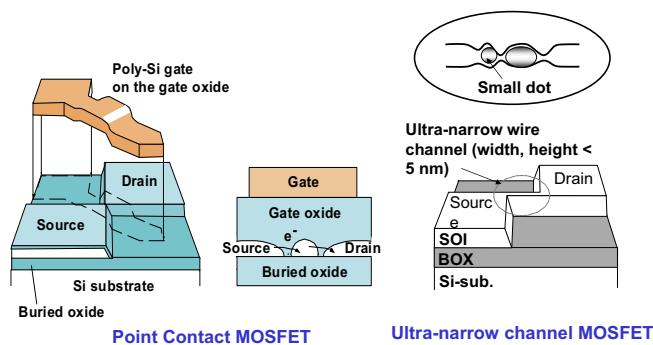 Poly-Si gate
on the gate oxide
Drain
Source
Si substrate
Buried oxide
Gate
Gate oxide
e-
Source
Drain
Buried oxide
Point Contact MOSFET
Small dot
Ultra-narrow wire
channel (width, height <
5 nm)
Drain
Sourc
e
SOI
BOX
Si-sub.
Ultra-narrow channel MOSFET